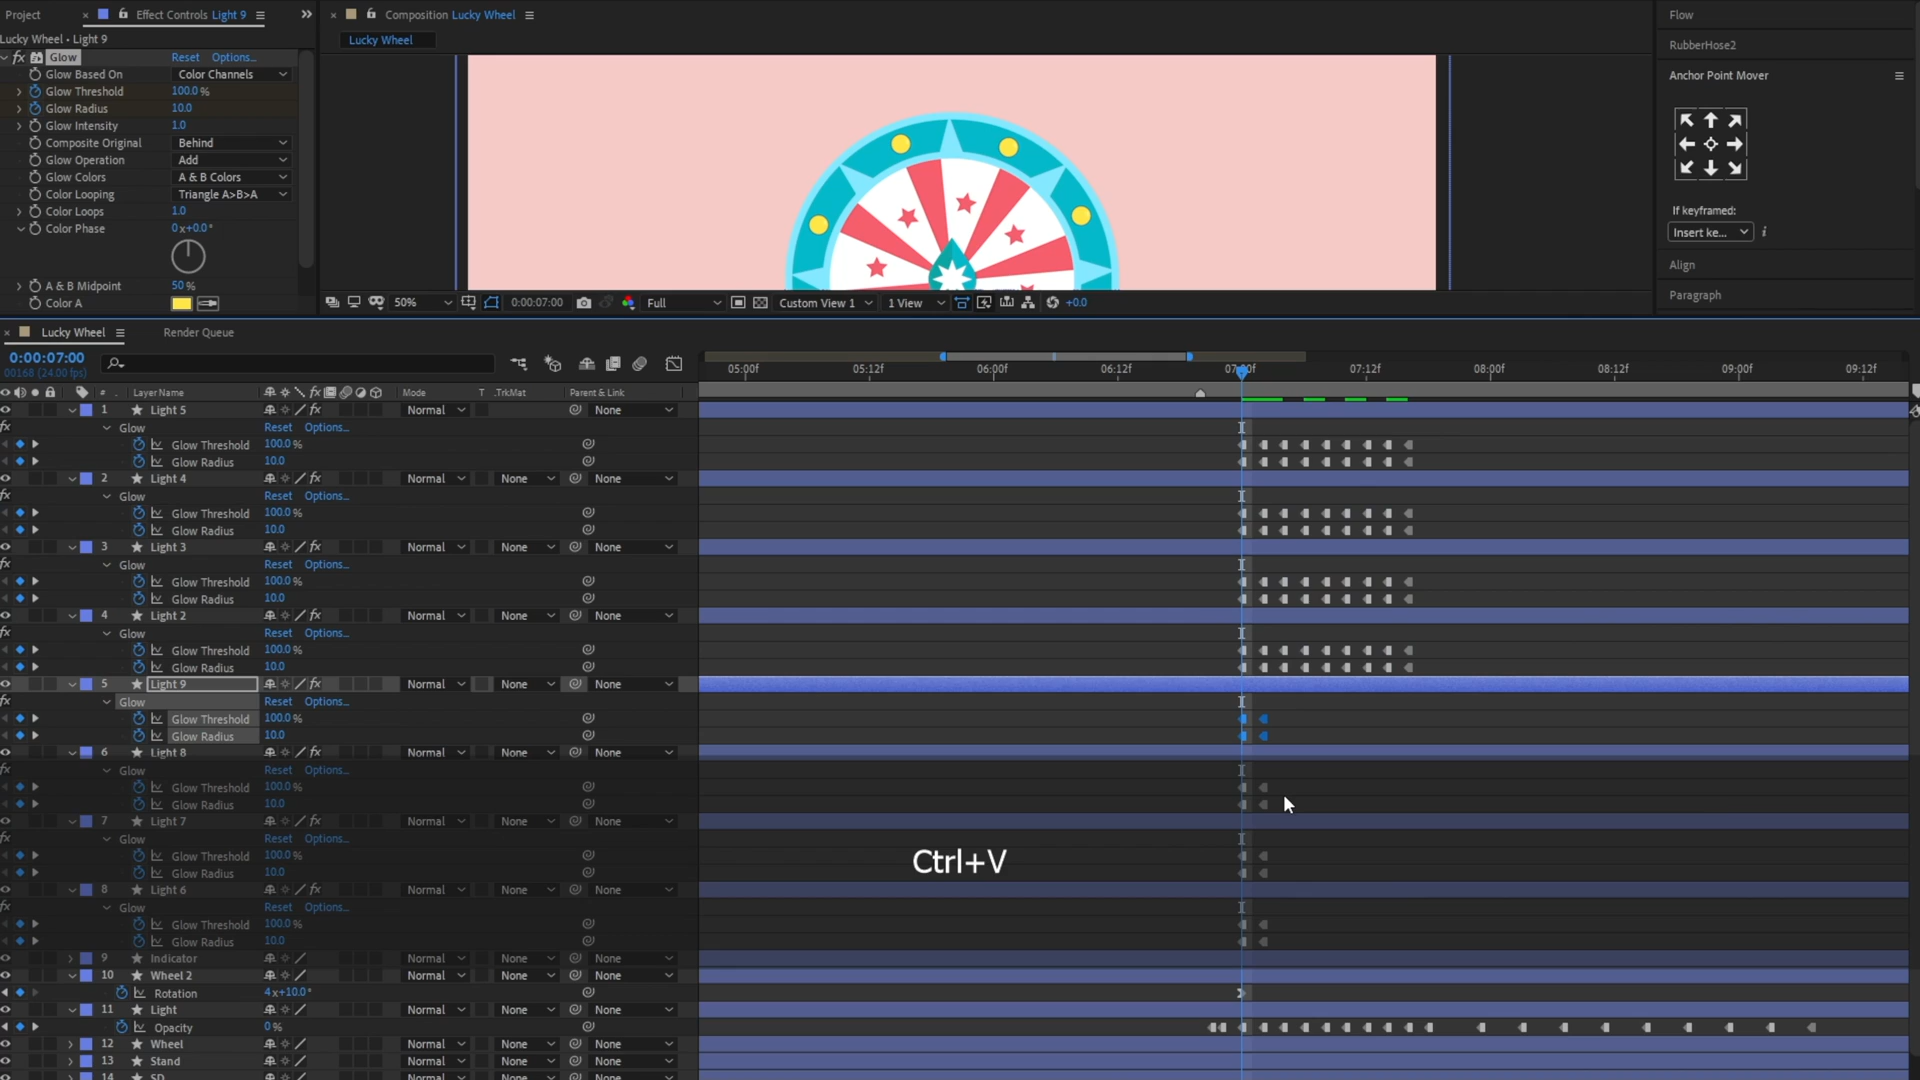 Project
Effect Controls Light 9
Composition Lucky Wheel
Flow
Lucky Wheel • Light 9
Lucky Wheel
RubberHose2
fx Glow Reset Options...
Glow Based On Color Channels
Anchor Point Mover
Glow Threshold 100.0 %
Glow Radius 10.0
Glow Intensity 1.0
Composite Original Behind
Glow Operation Add
Glow Colors A & B Colors
Color Looping Triangle A>B>A
Color Loops 1.0
If keyframed:
Color Phase 0x+0.0°
Insert ke...
Align
A & B Midpoint 50 %
Color A
Paragraph
50% 0:00:07:00 Full Custom View 1 1 View +0.0
Lucky Wheel Render Queue
0:00:07:00
00168 (24.00 fps)
05:00f 05:12f 06:00f 06:12f 07:12f 08:00f 08:12f 09:00f 09:12f
# Layer Name Mode T .TrkMat Parent & Link
1 Light 5 Normal None
Glow Reset Options...
Glow Threshold 100.0 %
Glow Radius 10.0
2 Light 4 Normal None None
Glow Reset Options...
Glow Threshold 100.0 %
Glow Radius 10.0
3 Light 3 Normal None None
Glow Reset Options...
Glow Threshold 100.0 %
Glow Radius 10.0
4 Light 2 Normal None None
Glow Reset Options...
Glow Threshold 100.0 %
Glow Radius 10.0
5 Light 9 Normal None None
Glow Reset Options...
Glow Threshold 100.0 %
Glow Radius 10.0
6 Light 8 Normal None None
Glow Reset Options...
Glow Threshold 100.0 %
Glow Radius 10.0
7 Light 7 Normal None None
Glow Reset Options...
Glow Threshold 100.0 %
Ctrl+V
Glow Radius 10.0
8 Light 6 Normal None None
Glow Reset Options...
Glow Threshold 100.0 %
Glow Radius 10.0
9 Indicator Normal None None
10 Wheel 2 Normal None None
Rotation 4x+10.0°
11 Light Normal None None
Opacity 0 %
12 Wheel Normal None None
13 Stand Normal None None
14 SD Normal None None